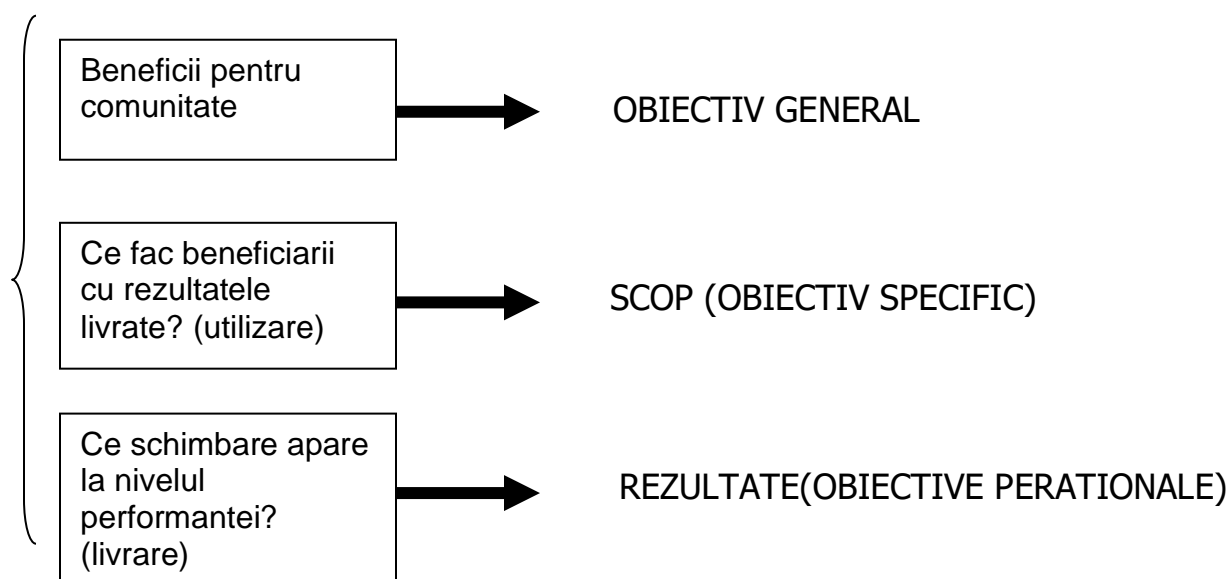 Beneficii pentru
comunitate
OBIECTIV GENERAL
Ce fac beneficiarii
cu rezultatele
livrate? (utilizare)
SCOP (OBIECTIV SPECIFIC)
Ce schimbare apare
la nivelul
performantei?
(livrare)
REZULTATE(OBIECTIVE PERATIONALE)